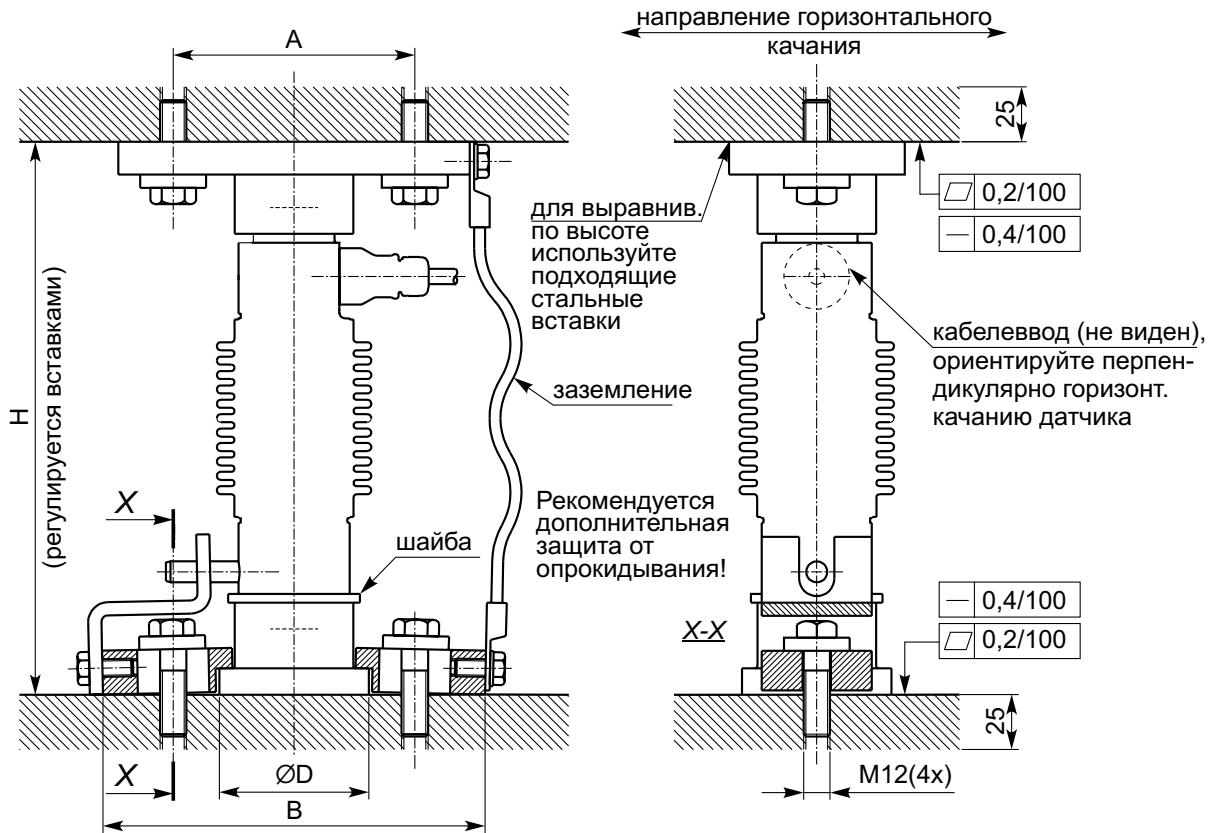 направление горизонтального
качания
A
25
для выравнив.
по высоте
используйте
подходящие
стальные
вставки
0,2/100
0,4/100
кабелеввод (не виден),
ориентируйте перпен-
дикулярно горизонт.
качанию датчика
заземление
H
(регулируется вставками)
X
Рекомендуется
дополнительная
защита от
опрокидывания!
шайба
X-X
0,4/100
0,2/100
25
X
ØD
M12(4x)
B